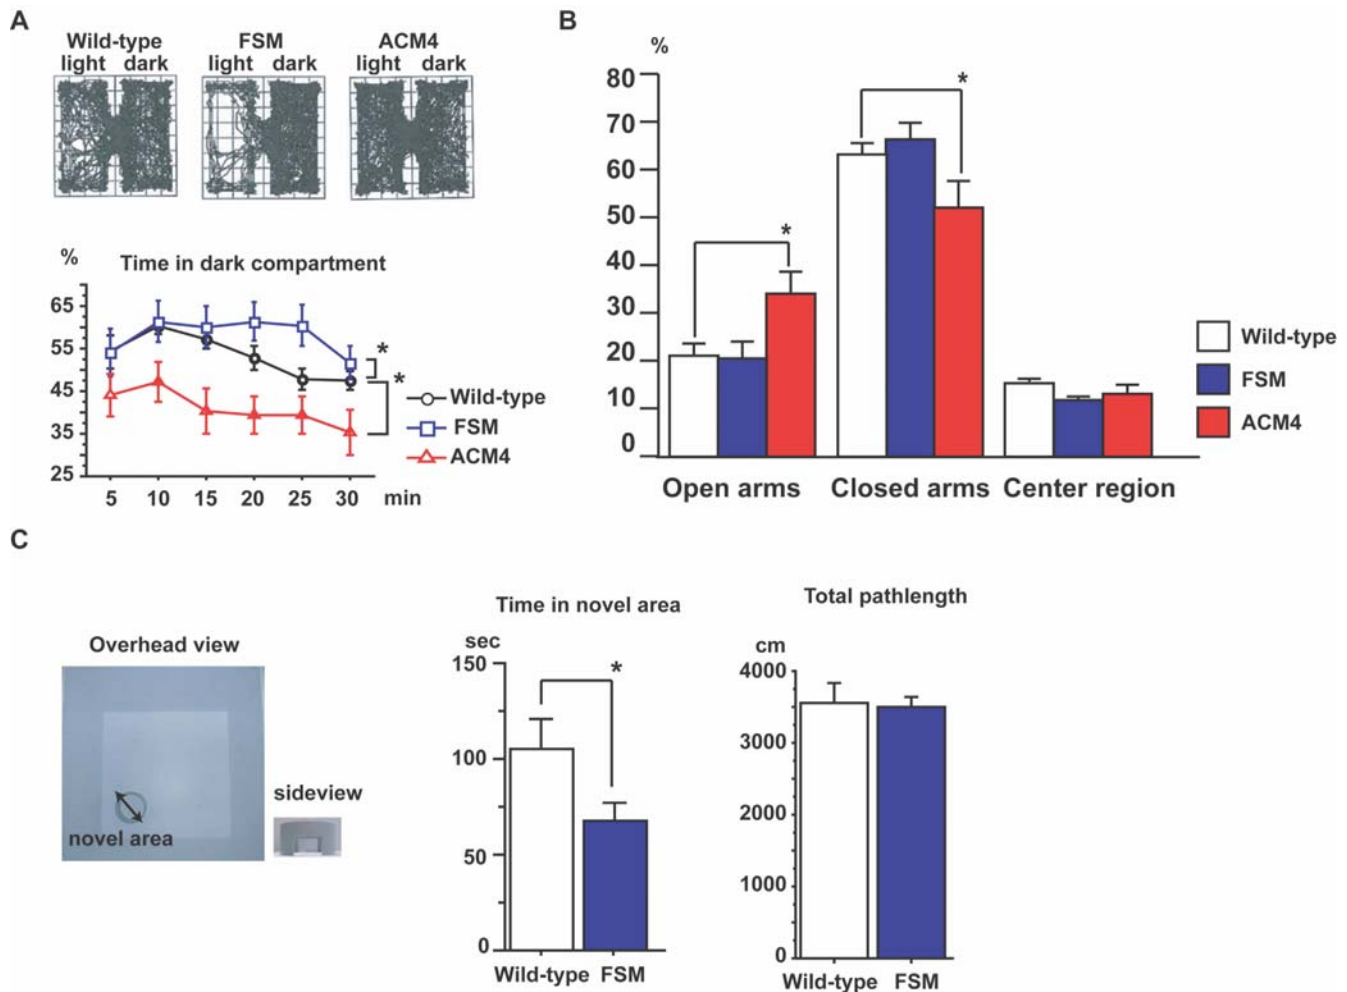 A
Wild-type FSM ACM4
light dark light dark light dark
% Time in dark compartment
65
55
45
35
25
5 10 15 20 25 30 min
*
*
Wild-type
FSM
ACM4
B
%
80
70
60
50
40
30
20
10
0
*
*
Open arms Closed arms Center region
Wild-type
FSM
ACM4
C
Overhead view
novel area
sideview
Time in novel area
sec
150
100
50
0
*
Wild-type FSM
Total pathlength
cm
4000
3000
2000
1000
0
Wild-type FSM